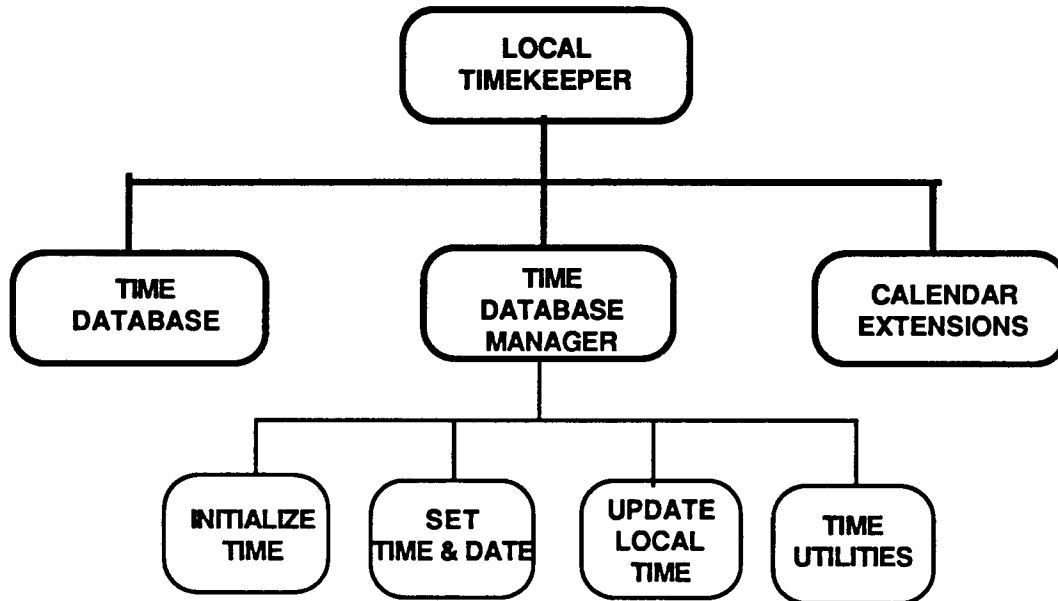 LOCAL
TIMEKEEPER
TIME
DATABASE
TIME
DATABASE
MANAGER
CALENDAR
EXTENSIONS
INITIALIZE
TIME
SET
TIME & DATE
UPDATE
LOCAL
TIME
TIME
UTILITIES